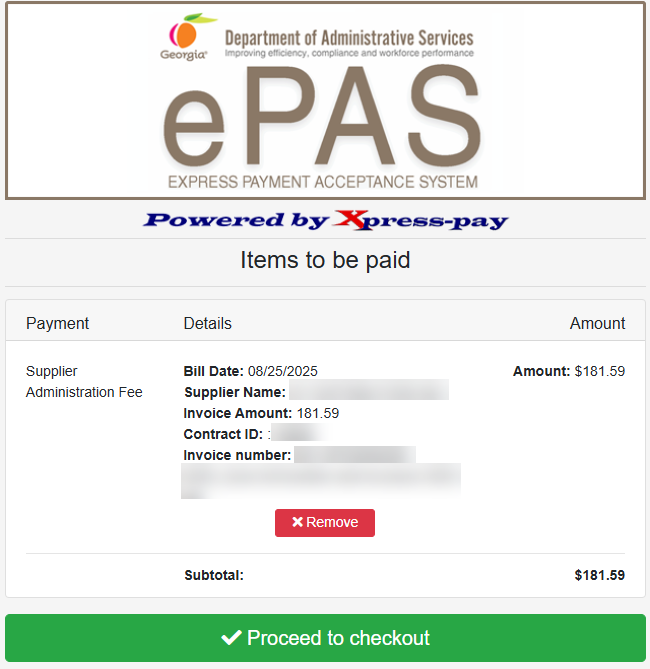 Georgia®
Department of Administrative Services
Improving efficiency, compliance and workforce performance
ePAS
EXPRESS PAYMENT ACCEPTANCE SYSTEM
Powered by Xpress-pay
Items to be paid
Payment Details Amount
Supplier Bill Date: 08/25/2025 Amount: $181.59
Administration Fee Supplier Name:
Invoice Amount: 181.59
Contract ID: :
Invoice number:
Remove
Subtotal: $181.59
Proceed to checkout